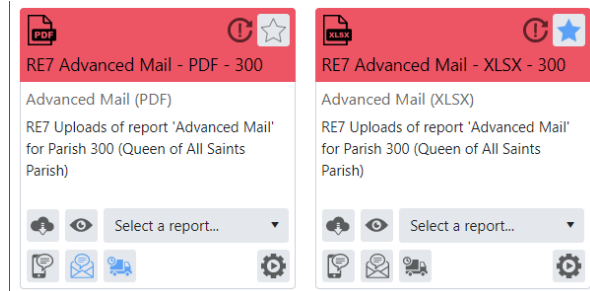 PDF
RE7 Advanced Mail - PDF - 300
Advanced Mail (PDF)
RE7 Uploads of report 'Advanced Mail'
for Parish 300 (Queen of All Saints
Parish)
Select a report...
XLSX
RE7 Advanced Mail - XLSX - 300
Advanced Mail (XLSX)
RE7 Uploads of report 'Advanced Mail'
for Parish 300 (Queen of All Saints
Parish)
Select a report...